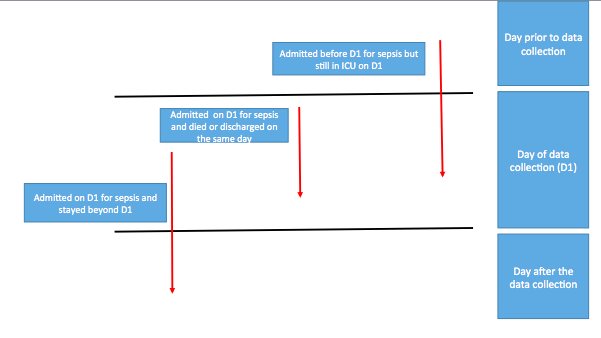 Day prior to data
collection
Admitted before D1 for sepsis but
still in ICU on D1
Admitted on D1 for sepsis
and died or discharged on
the same day
Day of data
collection (D1)
Admitted on D1 for sepsis and
stayed beyond D1
Day after the
data collection